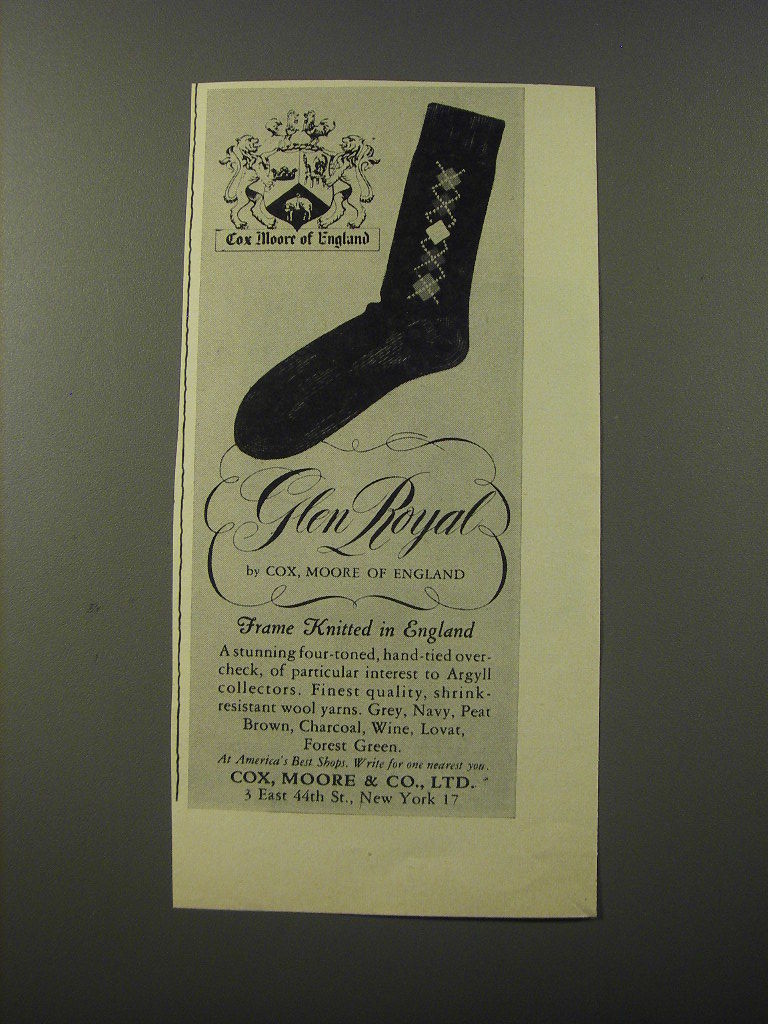 Cox Moore of England
Glen Royal
by COX, MOORE OF ENGLAND
Frame Knitted in England
A stunning four-toned, hand-tied over-
check, of particular interest to Argyll
collectors. Finest quality, shrink-
resistant wool yarns. Grey, Navy, Peat
Brown, Charcoal, Wine, Lovat,
Forest Green.
At America's Best Shops. Write for one nearest you.
COX, MOORE & CO., LTD.
3 East 44th St., New York 17